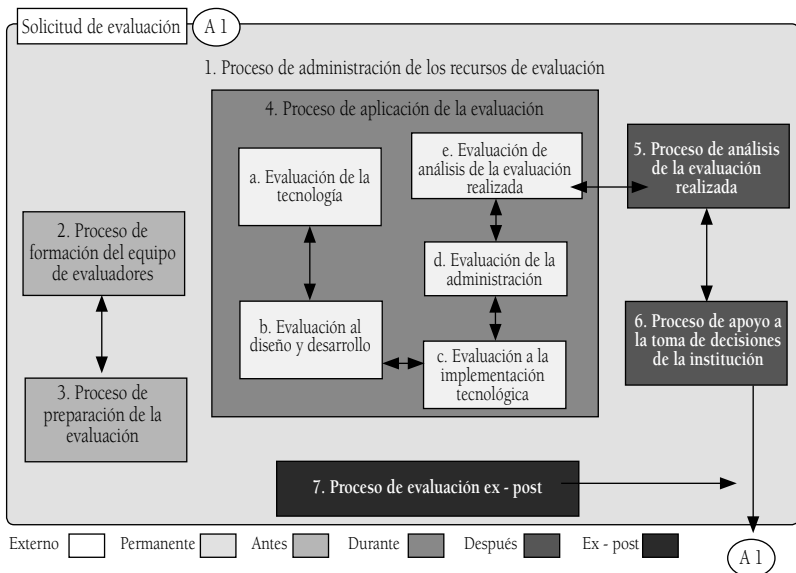 Solicitud de evaluación
A 1
1. Proceso de administración de los recursos de evaluación
4. Proceso de aplicación de la evaluación
a. Evaluación de la
tecnología
e. Evaluación de
análisis de la evaluación
realizada
5. Proceso de análisis
de la evaluación
realizada
2. Proceso de
formación del equipo
de evaluadores
d. Evaluación de la
administración
b. Evaluación al
diseño y desarrollo
c. Evaluación a la
implementación
tecnológica
6. Proceso de apoyo a
la toma de decisiones
de la institución
3. Proceso de
preparación de la
evaluación
7. Proceso de evaluación ex - post
Externo
Permanente
Antes
Durante
Después
Ex - post
A 1